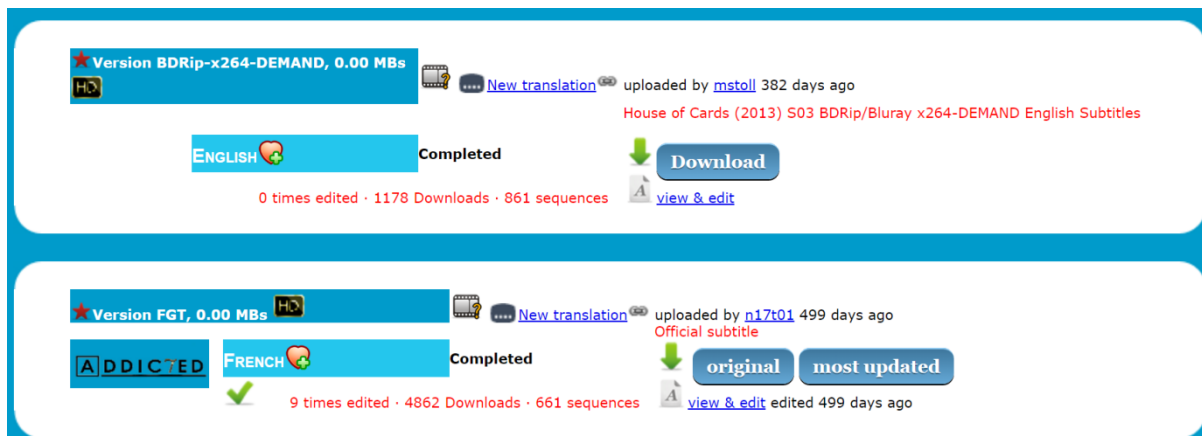 Version BDRip-x264-DEMAND, 0.00 MBs
HD
New translation uploaded by mstoll 382 days ago
House of Cards (2013) S03 BDRip/Bluray x264-DEMAND English Subtitles
ENGLISH Completed Download
0 times edited · 1178 Downloads · 861 sequences view & edit
Version FGT, 0.00 MBs HD New translation uploaded by n17t01 499 days ago
Official subtitle
ADDIC7ED FRENCH Completed original most updated
9 times edited · 4862 Downloads · 661 sequences view & edit edited 499 days ago